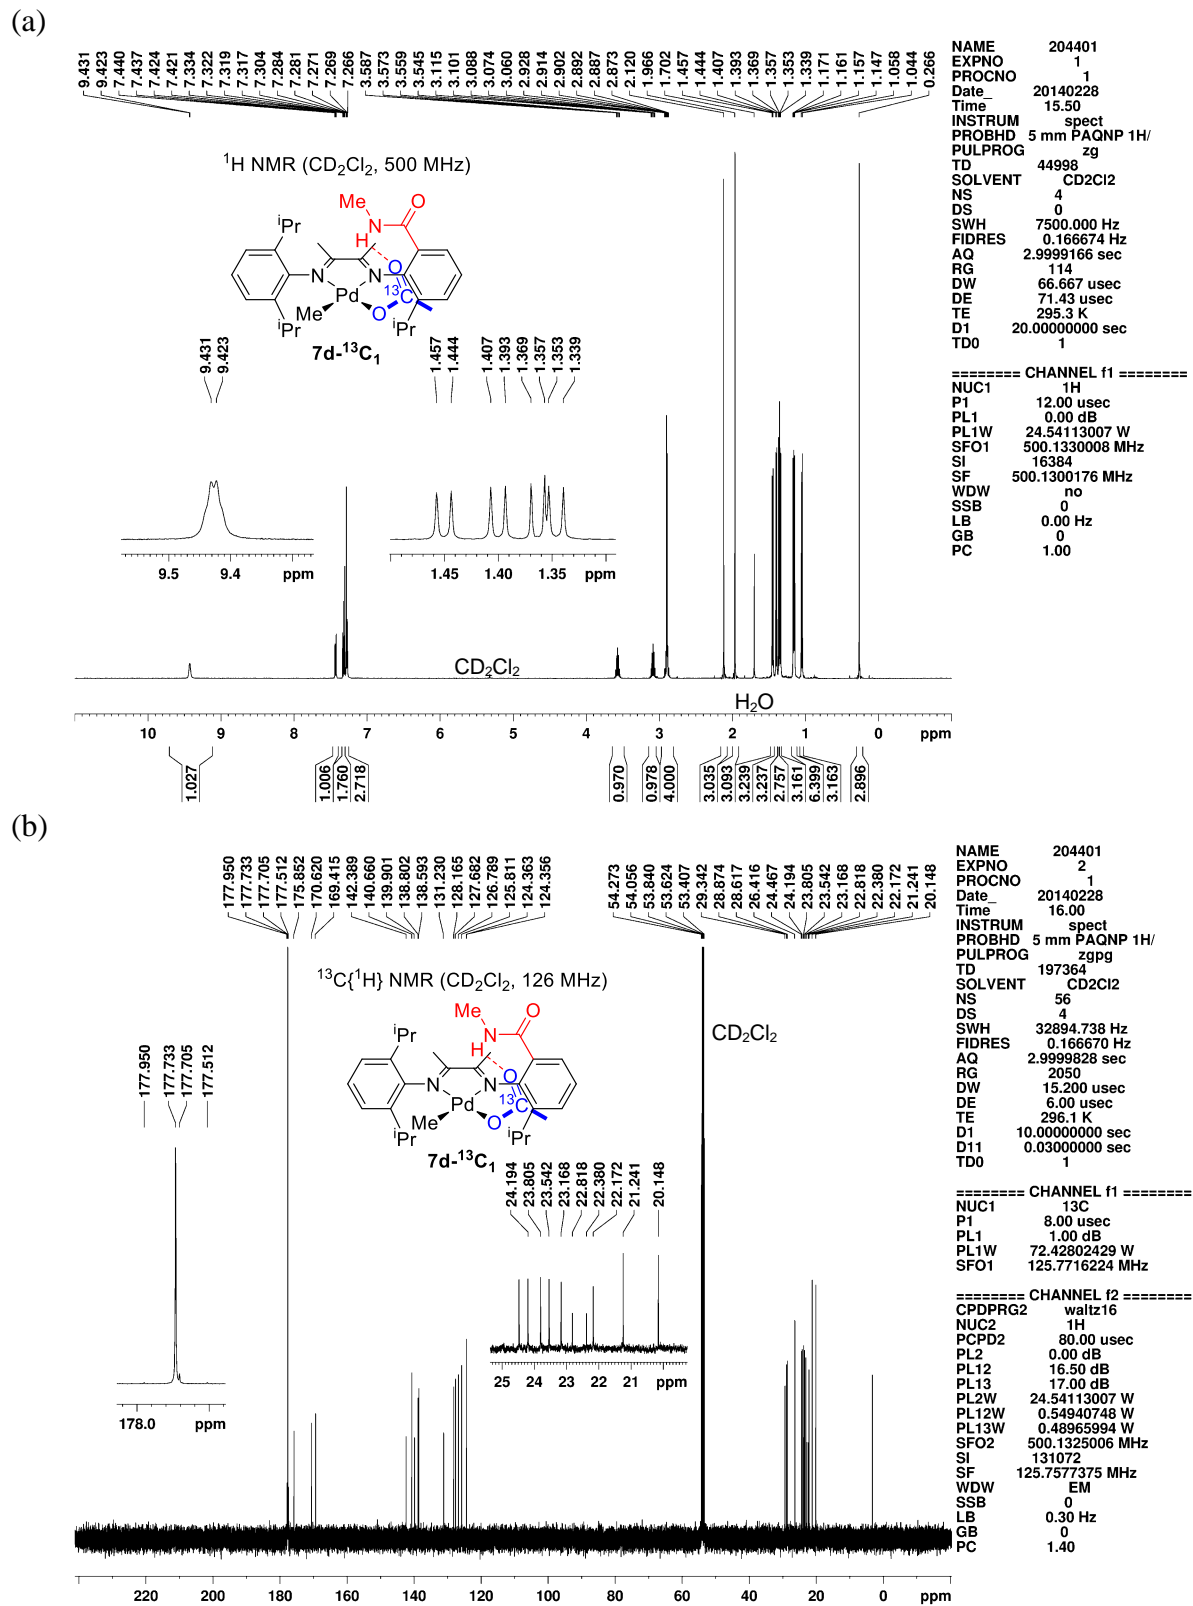 (a)
9.431 9.423 7.440 7.437 7.424 7.421 7.334 7.322 7.319 7.317 7.304 7.284 7.281 7.271 7.269 7.266 3.587 3.573 3.559 3.545 3.115 3.101 3.088 3.074 3.060 2.928 2.914 2.902 2.892 2.887 2.873 2.120 1.966 1.702 1.457 1.444 1.407 1.393 1.369 1.357 1.353 1.339 1.171 1.161 1.157 1.147 1.058 1.044 0.266
NAME 204401
EXPNO 1
PROCNO 1
Date_ 20140228
Time 15.50
INSTRUM spect
PROBHD 5 mm PAQNP 1H/
PULPROG zg
TD 44998
SOLVENT CD2Cl2
NS 4
DS 0
SWH 7500.000 Hz
FIDRES 0.166674 Hz
AQ 2.9999166 sec
RG 114
DW 66.667 usec
DE 71.43 usec
TE 295.3 K
D1 20.00000000 sec
TD0 1
======== CHANNEL f1 ========
NUC1 1H
P1 12.00 usec
PL1 0.00 dB
PL1W 24.54113007 W
SFO1 500.1330008 MHz
SI 16384
SF 500.1300176 MHz
WDW no
SSB 0
LB 0.00 Hz
GB 0
PC 1.00
¹H NMR (CD₂Cl₂, 500 MHz)
Me
O
N
H
ⁱPr
O
N
N
¹³C
Pd
Me
O
ⁱPr
ⁱPr
7d-¹³C₁
9.431 9.423
1.457 1.444 1.407 1.393 1.369 1.357 1.353 1.339
9.5 9.4 ppm
1.45 1.40 1.35 ppm
CD₂Cl₂
H₂O
10 9 8 7 6 5 4 3 2 1 0 ppm
1.027 1.006 1.760 2.718 0.970 0.978 4.000 3.035 3.093 3.239 3.237 2.757 3.161 6.399 3.163 2.896
(b)
177.950 177.733 177.705 177.512 175.852 170.620 169.415 142.389 140.660 139.901 138.802 138.593 131.230 128.165 127.682 126.789 125.811 124.363 124.356 54.273 54.056 53.840 53.624 53.407 29.342 28.874 28.617 26.416 24.467 24.194 23.805 23.542 23.168 22.818 22.380 22.172 21.241 20.148
NAME 204401
EXPNO 2
PROCNO 1
Date_ 20140228
Time 16.00
INSTRUM spect
PROBHD 5 mm PAQNP 1H/
PULPROG zgpg
TD 197364
SOLVENT CD2Cl2
NS 56
DS 4
SWH 32894.738 Hz
FIDRES 0.166670 Hz
AQ 2.9999828 sec
RG 2050
DW 15.200 usec
DE 6.00 usec
TE 296.1 K
D1 10.00000000 sec
D11 0.03000000 sec
TD0 1
======== CHANNEL f1 ========
NUC1 13C
P1 8.00 usec
PL1 1.00 dB
PL1W 72.42802429 W
SFO1 125.7716224 MHz
======== CHANNEL f2 ========
CPDPRG2 waltz16
NUC2 1H
PCPD2 80.00 usec
PL2 0.00 dB
PL12 16.50 dB
PL13 17.00 dB
PL2W 24.54113007 W
PL12W 0.54940748 W
PL13W 0.48965994 W
SFO2 500.1325006 MHz
SI 131072
SF 125.7577375 MHz
WDW EM
SSB 0
LB 0.30 Hz
GB 0
PC 1.40
¹³C{¹H} NMR (CD₂Cl₂, 126 MHz)
Me
O
N
H
ⁱPr
O
N
N
¹³C
Pd
Me
O
ⁱPr
ⁱPr
7d-¹³C₁
CD₂Cl₂
177.950 177.733 177.705 177.512
24.194 23.805 23.542 23.168 22.818 22.380 22.172 21.241 20.148
178.0 ppm
25 24 23 22 21 ppm
220 200 180 160 140 120 100 80 60 40 20 0 ppm